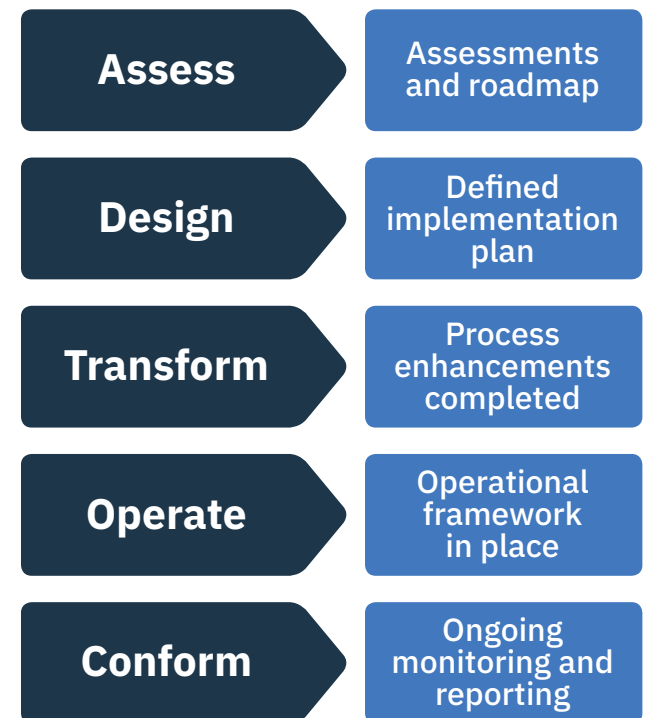 Assess
Assessments
and roadmap
Design
Defined
implementation
plan
Transform
Process
enhancements
completed
Operate
Operational
framework
in place
Conform
Ongoing
monitoring and
reporting